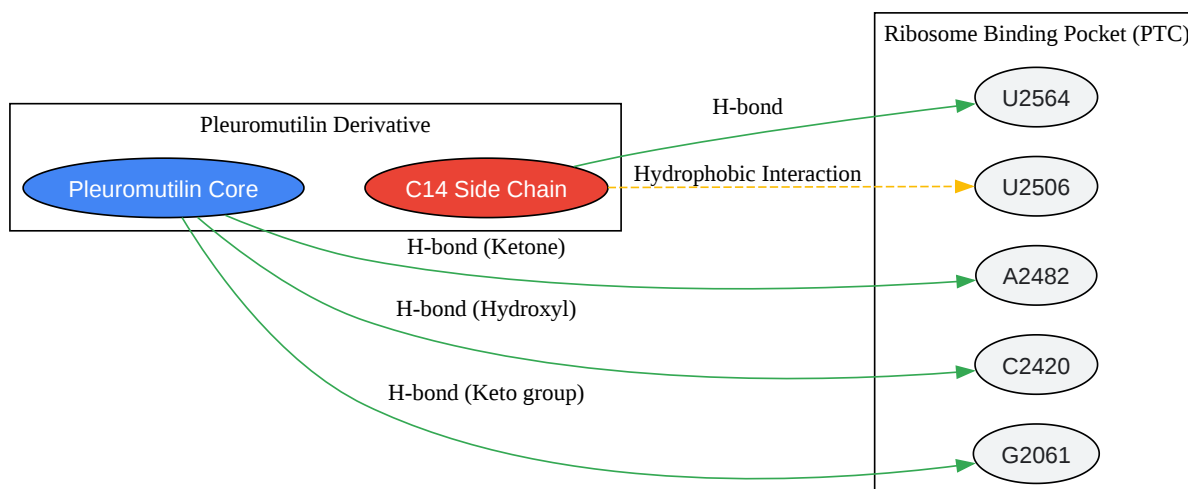 Ribosome Binding Pocket (PTC)
U2564
H-bond
Pleuromutilin Derivative
Pleuromutilin Core
C14 Side Chain
Hydrophobic Interaction
U2506
H-bond (Ketone)
A2482
H-bond (Hydroxyl)
C2420
H-bond (Keto group)
G2061